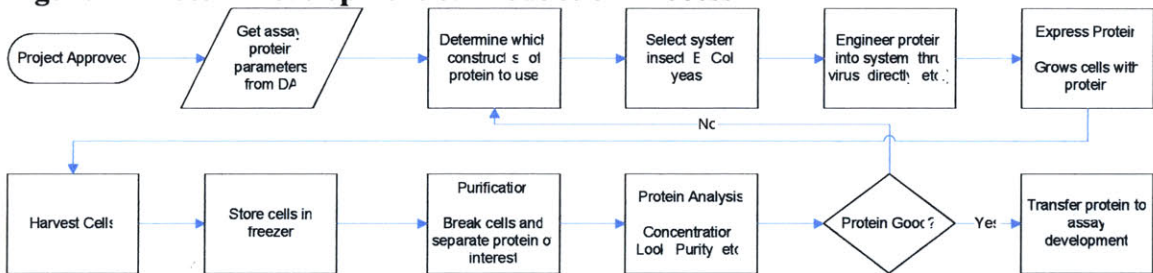 Project Approved
Get assay
protein
parameters
from DA
Determine which
construct s of
protein to use
Select system
insect E Coli
yeas
Engineer protein
into system thru
virus directly etc.)
Express Protein
Grows cells with
protein
No
Harvest Cells
Store cells in
freezer
Purification
Break cells and
separate protein of
interest
Protein Analysis
Concentration
Look Purity etc
Protein Good?
Yes
Transfer protein to
assay
development